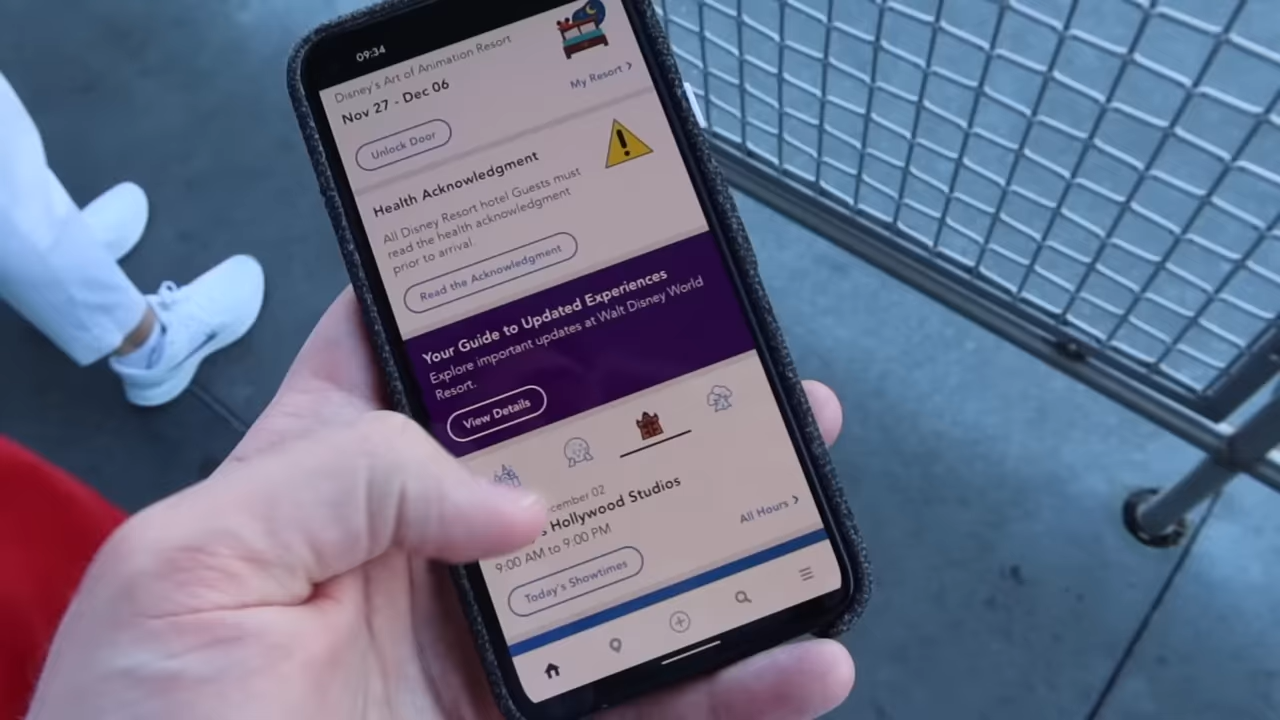 09:34
Disney's Art of Animation Resort
Nov 27 - Dec 06
My Resort >
Unlock Door
Health Acknowledgment
All Disney Resort hotel Guests must
read the health acknowledgment
prior to arrival.
Read the Acknowledgment
Your Guide to Updated Experiences
Explore important updates at Walt Disney World
Resort.
View Details
cember 02
s Hollywood Studios
9:00 AM to 9:00 PM
All Hours >
Today's Showtimes